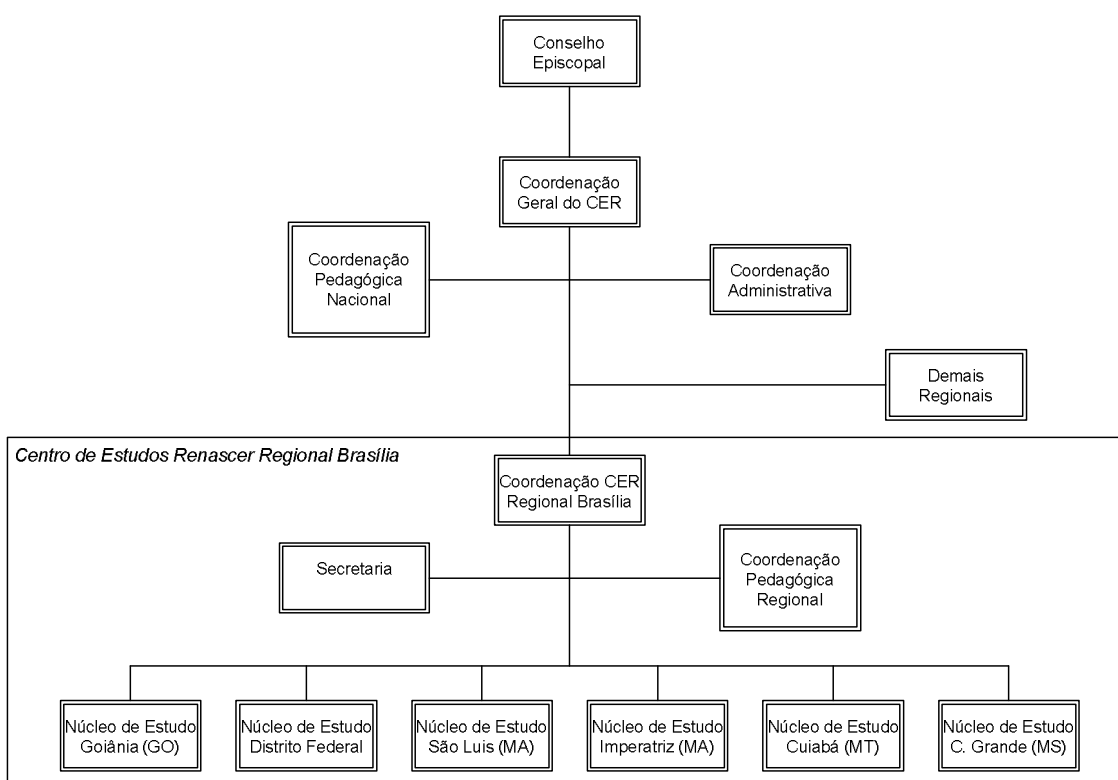 Conselho
Episcopal
Coordenação
Geral do CER
Coordenação
Pedagógica
Nacional
Coordenação
Administrativa
Demais
Regionais
Centro de Estudos Renascer Regional Brasília
Coordenação CER
Regional Brasília
Secretaria
Coordenação
Pedagógica
Regional
Núcleo de Estudo
Goiânia (GO)
Núcleo de Estudo
Distrito Federal
Núcleo de Estudo
São Luis (MA)
Núcleo de Estudo
Imperatriz (MA)
Núcleo de Estudo
Cuiabá (MT)
Núcleo de Estudo
C. Grande (MS)